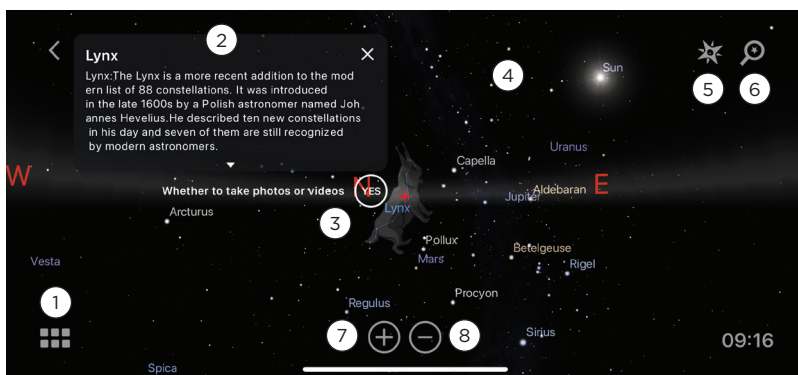 2
Lynx
Lynx:The Lynx is a more recent addition to the mod
ern list of 88 constellations. It was introduced
in the late 1600s by a Polish astronomer named Joh
annes Hevelius.He described ten new constellations
in his day and seven of them are still recognized
by modern astronomers.
4
Sun
5
6
Uranus
Capella
W
Whether to take photos or videos
N
YES
E
Jupiter
Aldebaran
Lynx
Arcturus
3
Pollux
Betelgeuse
Mars
Rigel
Vesta
1
Procyon
Regulus
7
8
Sirius
09:16
Spica